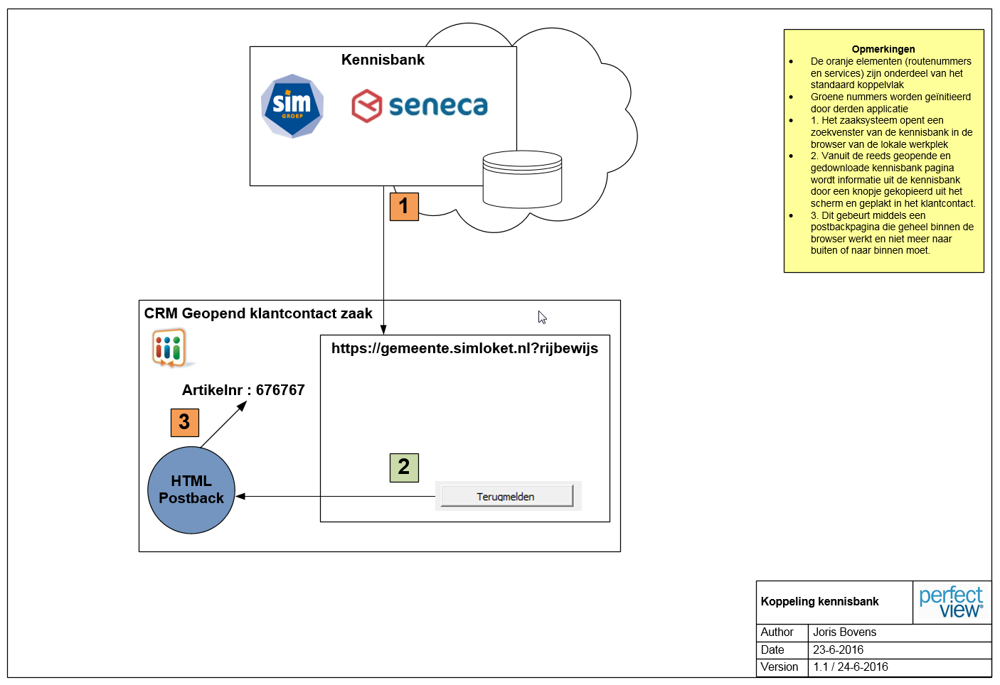 Kennisbank
sim
GROEP
seneca
1
Opmerkingen
• De oranje elementen (routenummers
en services) zijn onderdeel van het
standaard koppelvlak
• Groene nummers worden geïnitieerd
door derden applicatie
• 1. Het zaaksysteem opent een
zoekvenster van de kennisbank in de
browser van de lokale werkplek
• 2. Vanuit de reeds geopende en
gedownloade kennisbank pagina
wordt informatie uit de kennisbank
door een knopje gekopieerd uit het
scherm en geplakt in het klantcontact.
• 3. Dit gebeurt middels een
postbackpagina die geheel binnen de
browser werkt en niet meer naar
buiten of naar binnen moet.
CRM Geopend klantcontact zaak
https://gemeente.simloket.nl?rijbewijs
Artikelnr : 676767
3
HTML
Postback
2
Terugmelden
Koppeling kennisbank
perfect
view®
Author Joris Bovens
Date 23-6-2016
Version 1.1 / 24-6-2016